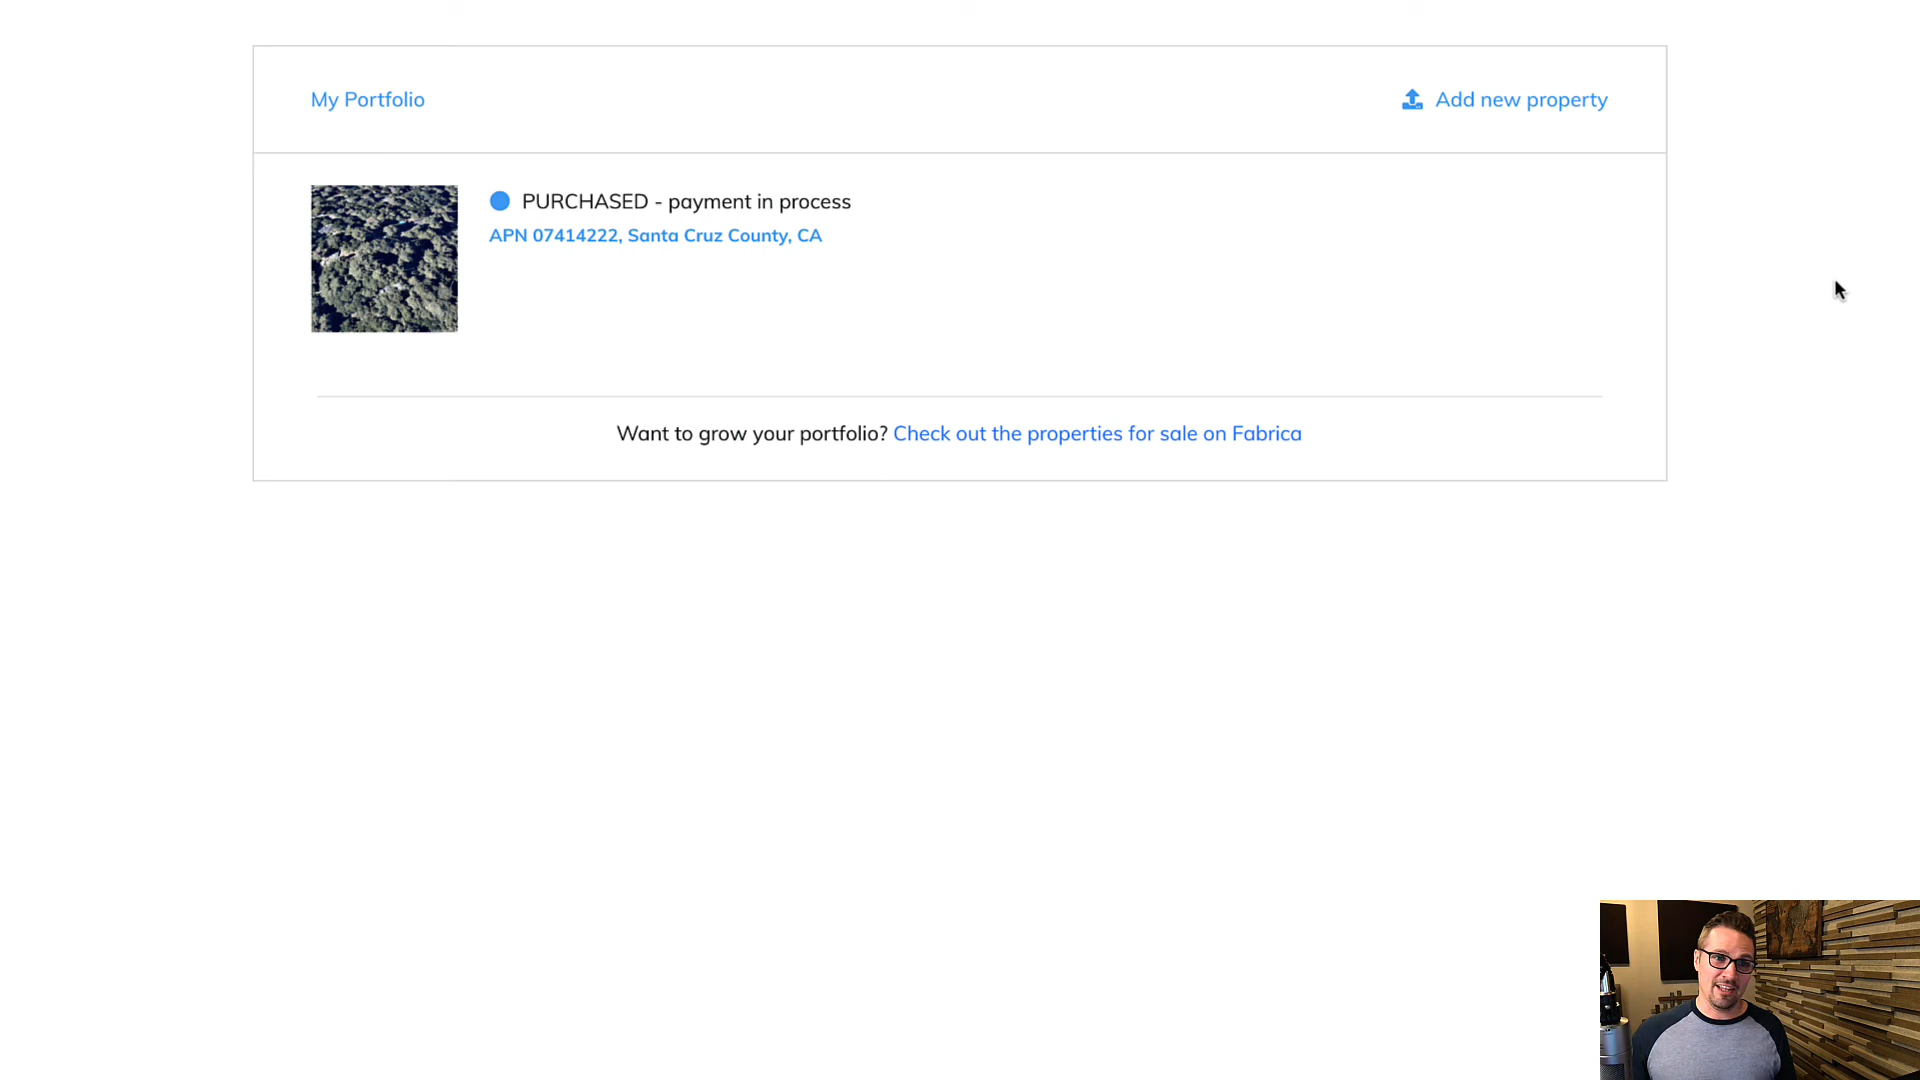 My Portfolio
Add new property
PURCHASED - payment in process
APN 07414222, Santa Cruz County, CA
Want to grow your portfolio? Check out the properties for sale on Fabrica